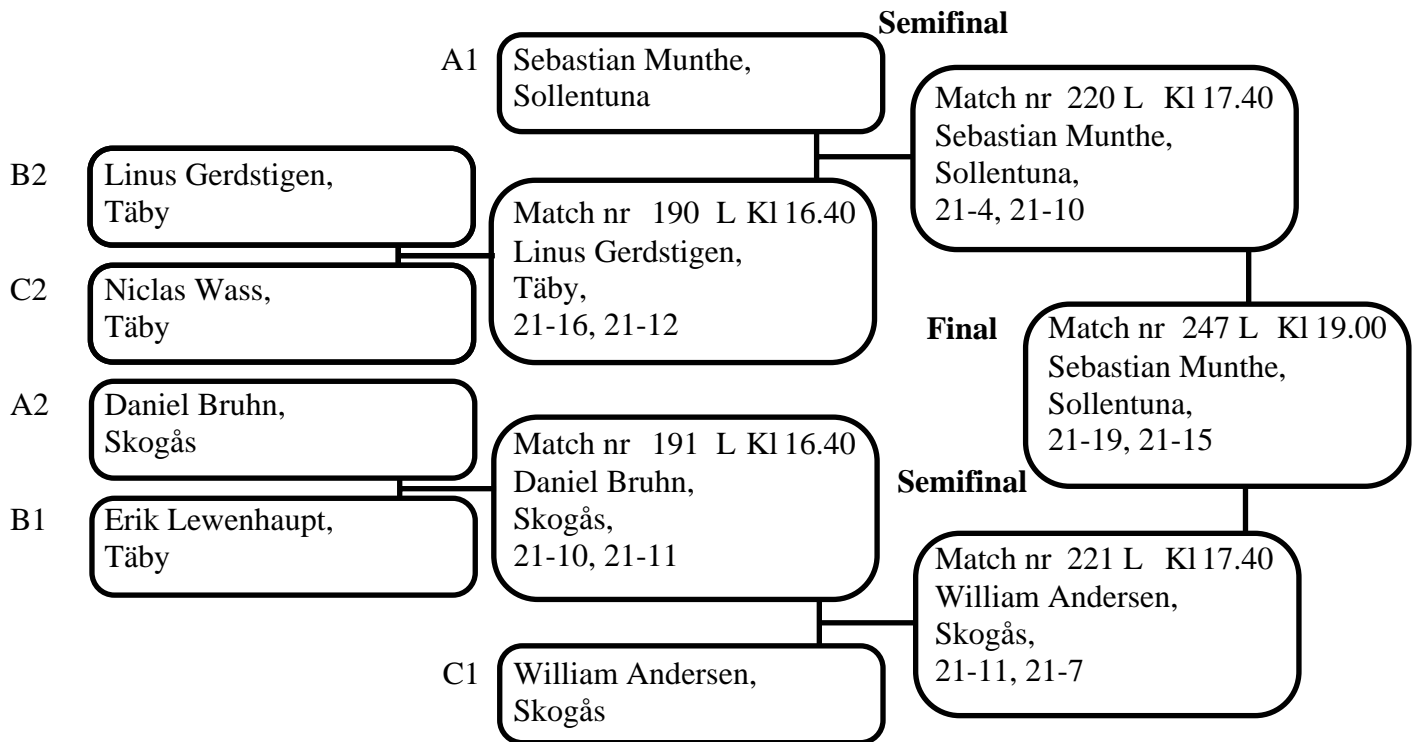 Semifinal
A1
Sebastian Munthe,
Sollentuna
Match nr 220 L Kl 17.40
Sebastian Munthe,
Sollentuna,
21-4, 21-10
B2
Linus Gerdstigen,
Täby
Match nr 190 L Kl 16.40
Linus Gerdstigen,
Täby,
21-16, 21-12
C2
Niclas Wass,
Täby
Final
Match nr 247 L Kl 19.00
Sebastian Munthe,
Sollentuna,
21-19, 21-15
A2
Daniel Bruhn,
Skogås
Match nr 191 L Kl 16.40
Daniel Bruhn,
Skogås,
21-10, 21-11
B1
Erik Lewenhaupt,
Täby
Semifinal
Match nr 221 L Kl 17.40
William Andersen,
Skogås,
21-11, 21-7
C1
William Andersen,
Skogås